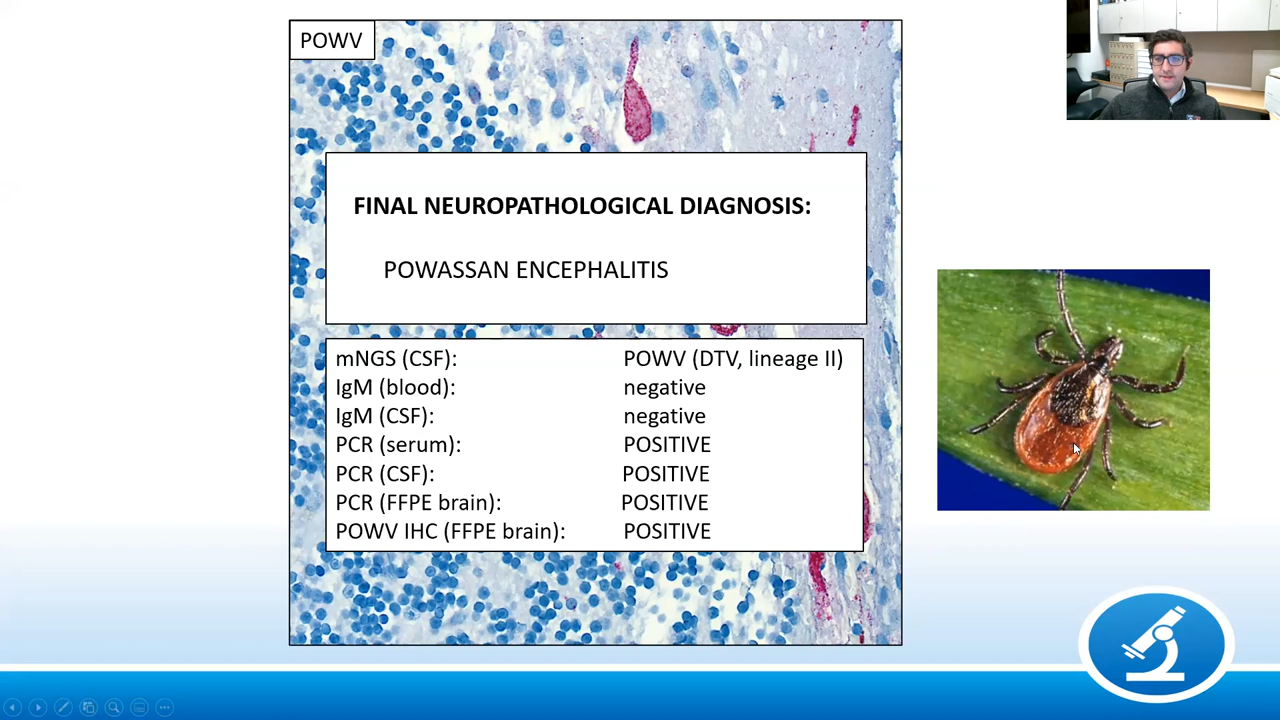 POWV
FINAL NEUROPATHOLOGICAL DIAGNOSIS:
POWASSAN ENCEPHALITIS
mNGS (CSF): POWV (DTV, lineage II)
IgM (blood): negative
IgM (CSF): negative
PCR (serum): POSITIVE
PCR (CSF): POSITIVE
PCR (FFPE brain): POSITIVE
POWV IHC (FFPE brain): POSITIVE